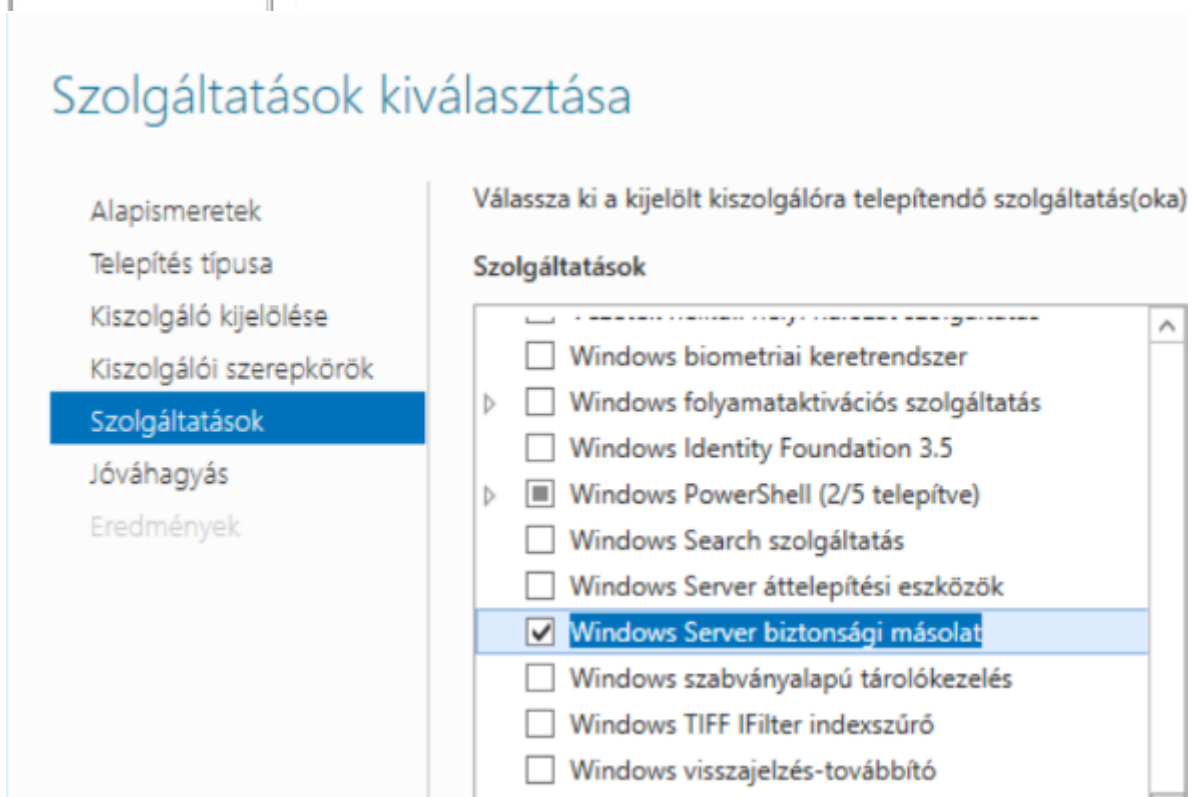 Szolgáltatások kiválasztása
Alapismeretek
Telepítés típusa
Kiszolgáló kijelölése
Kiszolgálói szerepkörök
Szolgáltatások
Jóváhagyás
Eredmények
Válassza ki a kijelölt kiszolgálóra telepítendő szolgáltatás(oka)
Szolgáltatások
Windows biometriai keretrendszer
Windows folyamataktivációs szolgáltatás
Windows Identity Foundation 3.5
Windows PowerShell (2/5 telepítve)
Windows Search szolgáltatás
Windows Server áttelepítési eszközök
Windows Server biztonsági másolat
Windows szabványalapú tárolókezelés
Windows TIFF IFilter indexszűrő
Windows visszajelzés-továbbító